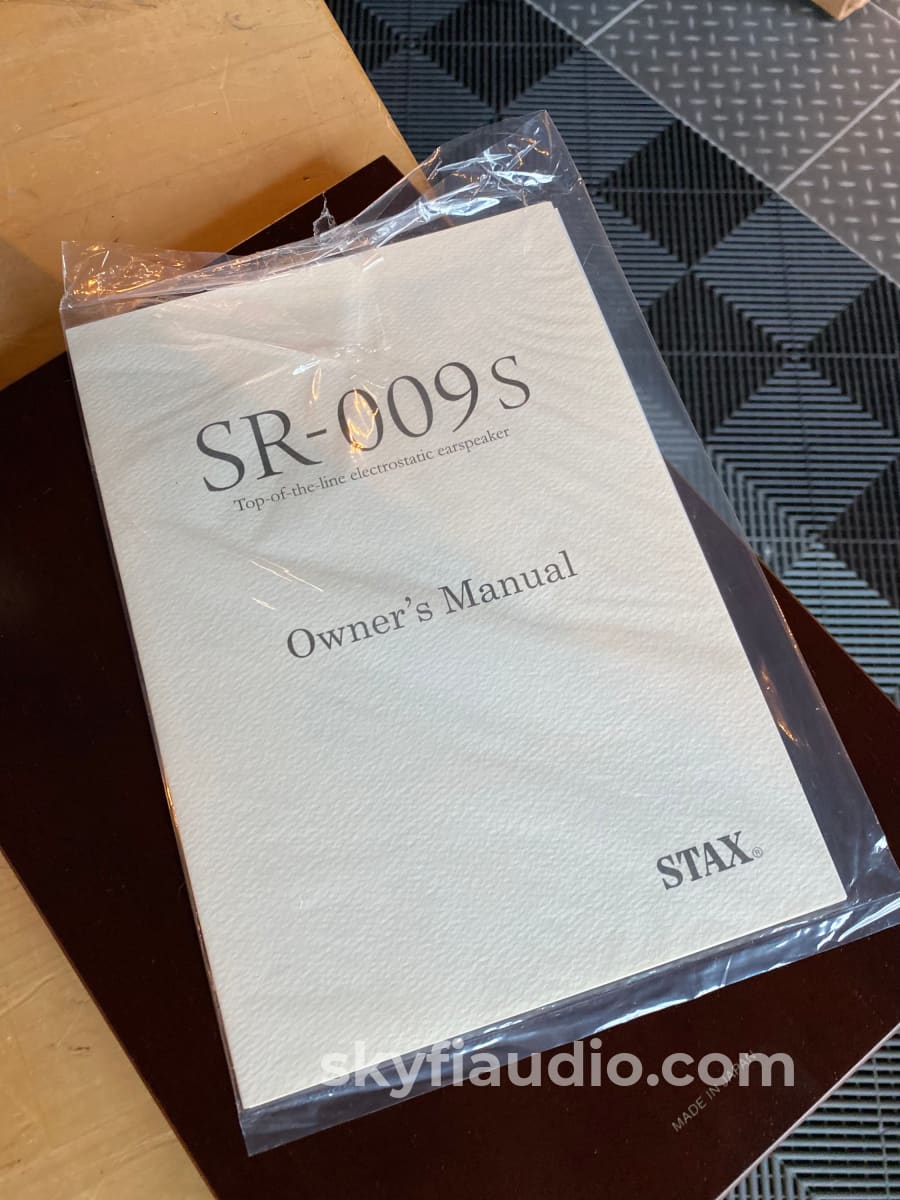 SR-009S
Top-of-the-line electrostatic earspeaker
Owner's Manual
STAX®
skyfiaudio.com
MADE IN JAPAN